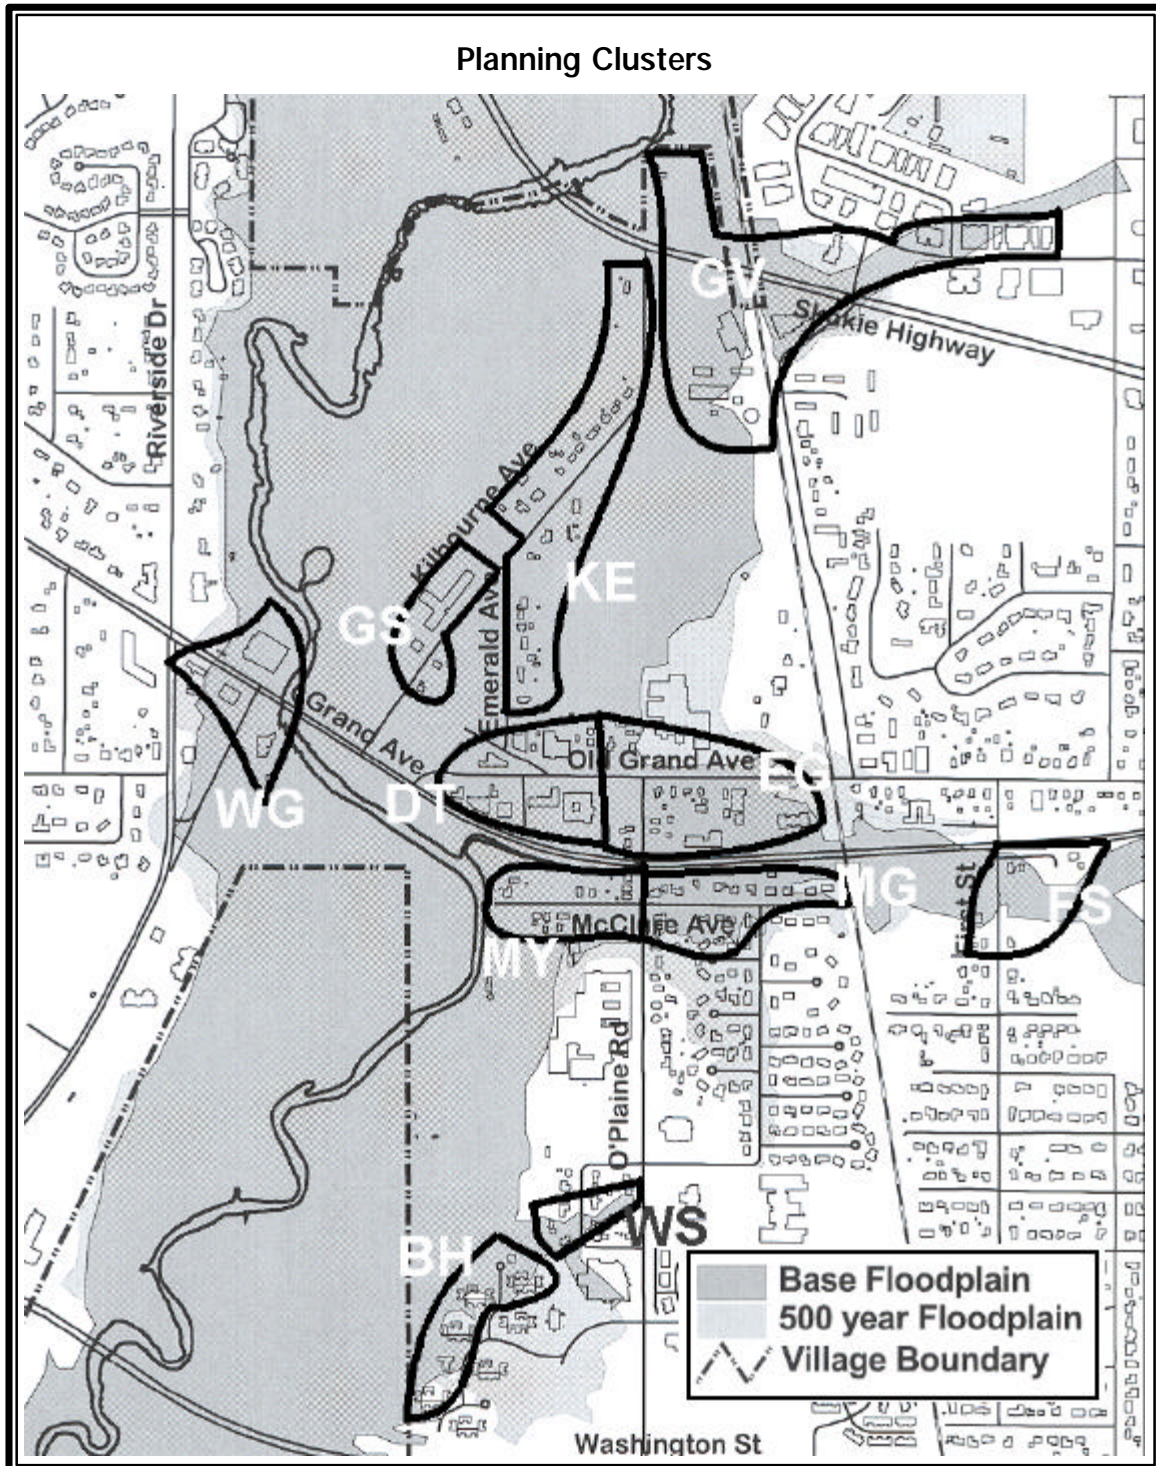 Planning Clusters
GV
Skokie Highway
Riverside Dr
Kilbourne Ave
KE
GS
Emerald Ave
Grand Ave
Old Grand Ave
EG
DT
WG
MG
First St
FS
McClure Ave
MY
O'Plaine Rd
WS
BH
Base Floodplain
500 year Floodplain
Village Boundary
Washington St